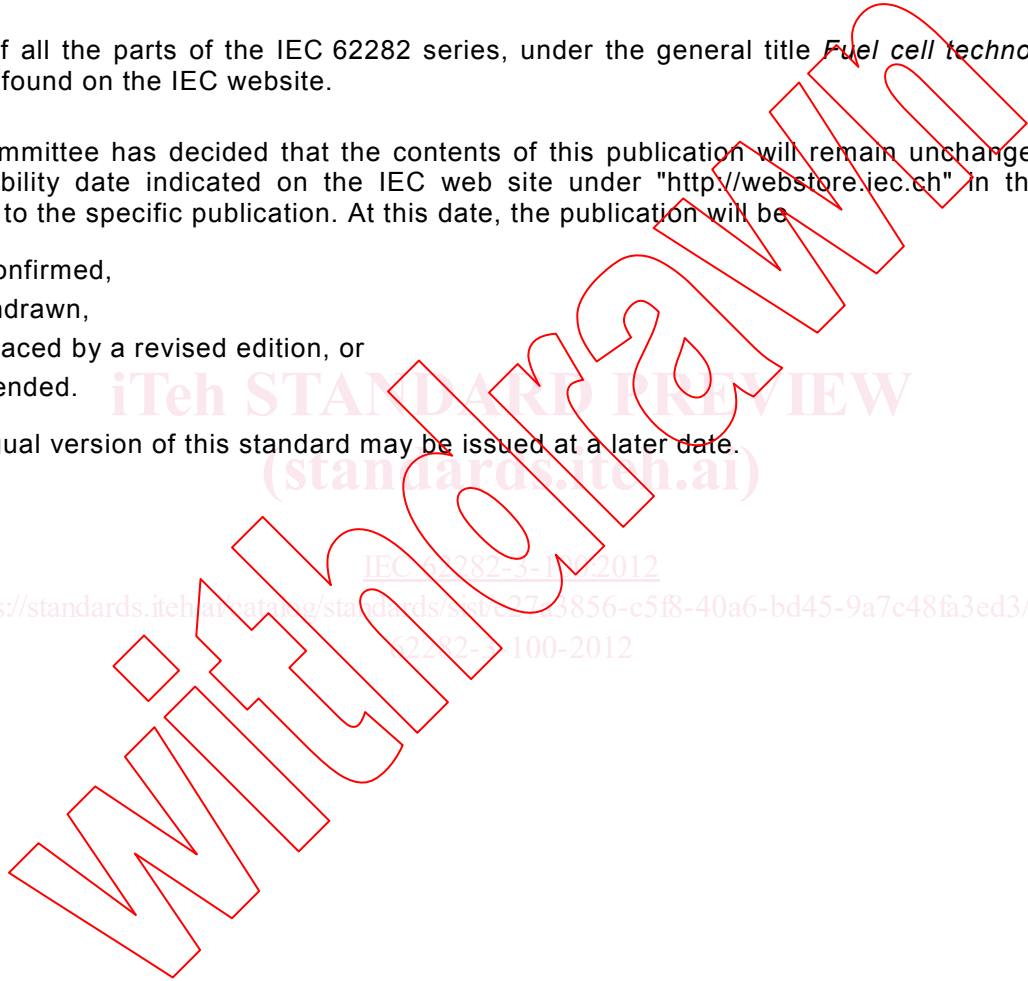 f all the parts of the IEC 62282 series, under the general title Fuel cell techno
found on the IEC website.
mmittee has decided that the contents of this publication will remain unchange
bility date indicated on the IEC web site under "http://webstore.iec.ch" in th
to the specific publication. At this date, the publication will be
onfirmed,
ndrawn,
aced by a revised edition, or
ended.
iTeh STANDARD PREVIEW
gual version of this standard may be issued at a later date.
(standards.iteh.ai)
IEC 62282-3-100:2012
s://standards.iteh.ai/catalog/standards/sist/c27d3856-c5f8-40a6-bd45-9a7c48fa3ed3/
62282-3-100-2012
withdrawn